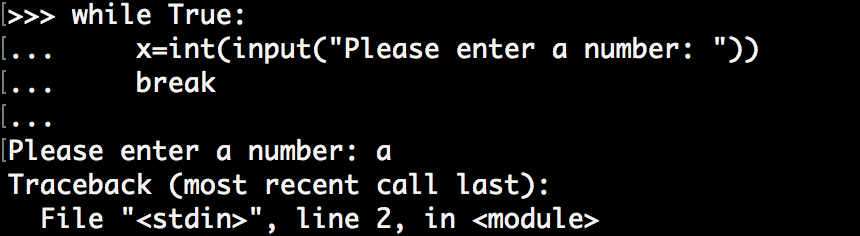 >>> while True:
...     x=int(input("Please enter a number: "))
...     break
...
Please enter a number: a
Traceback (most recent call last):
  File "<stdin>", line 2, in <module>